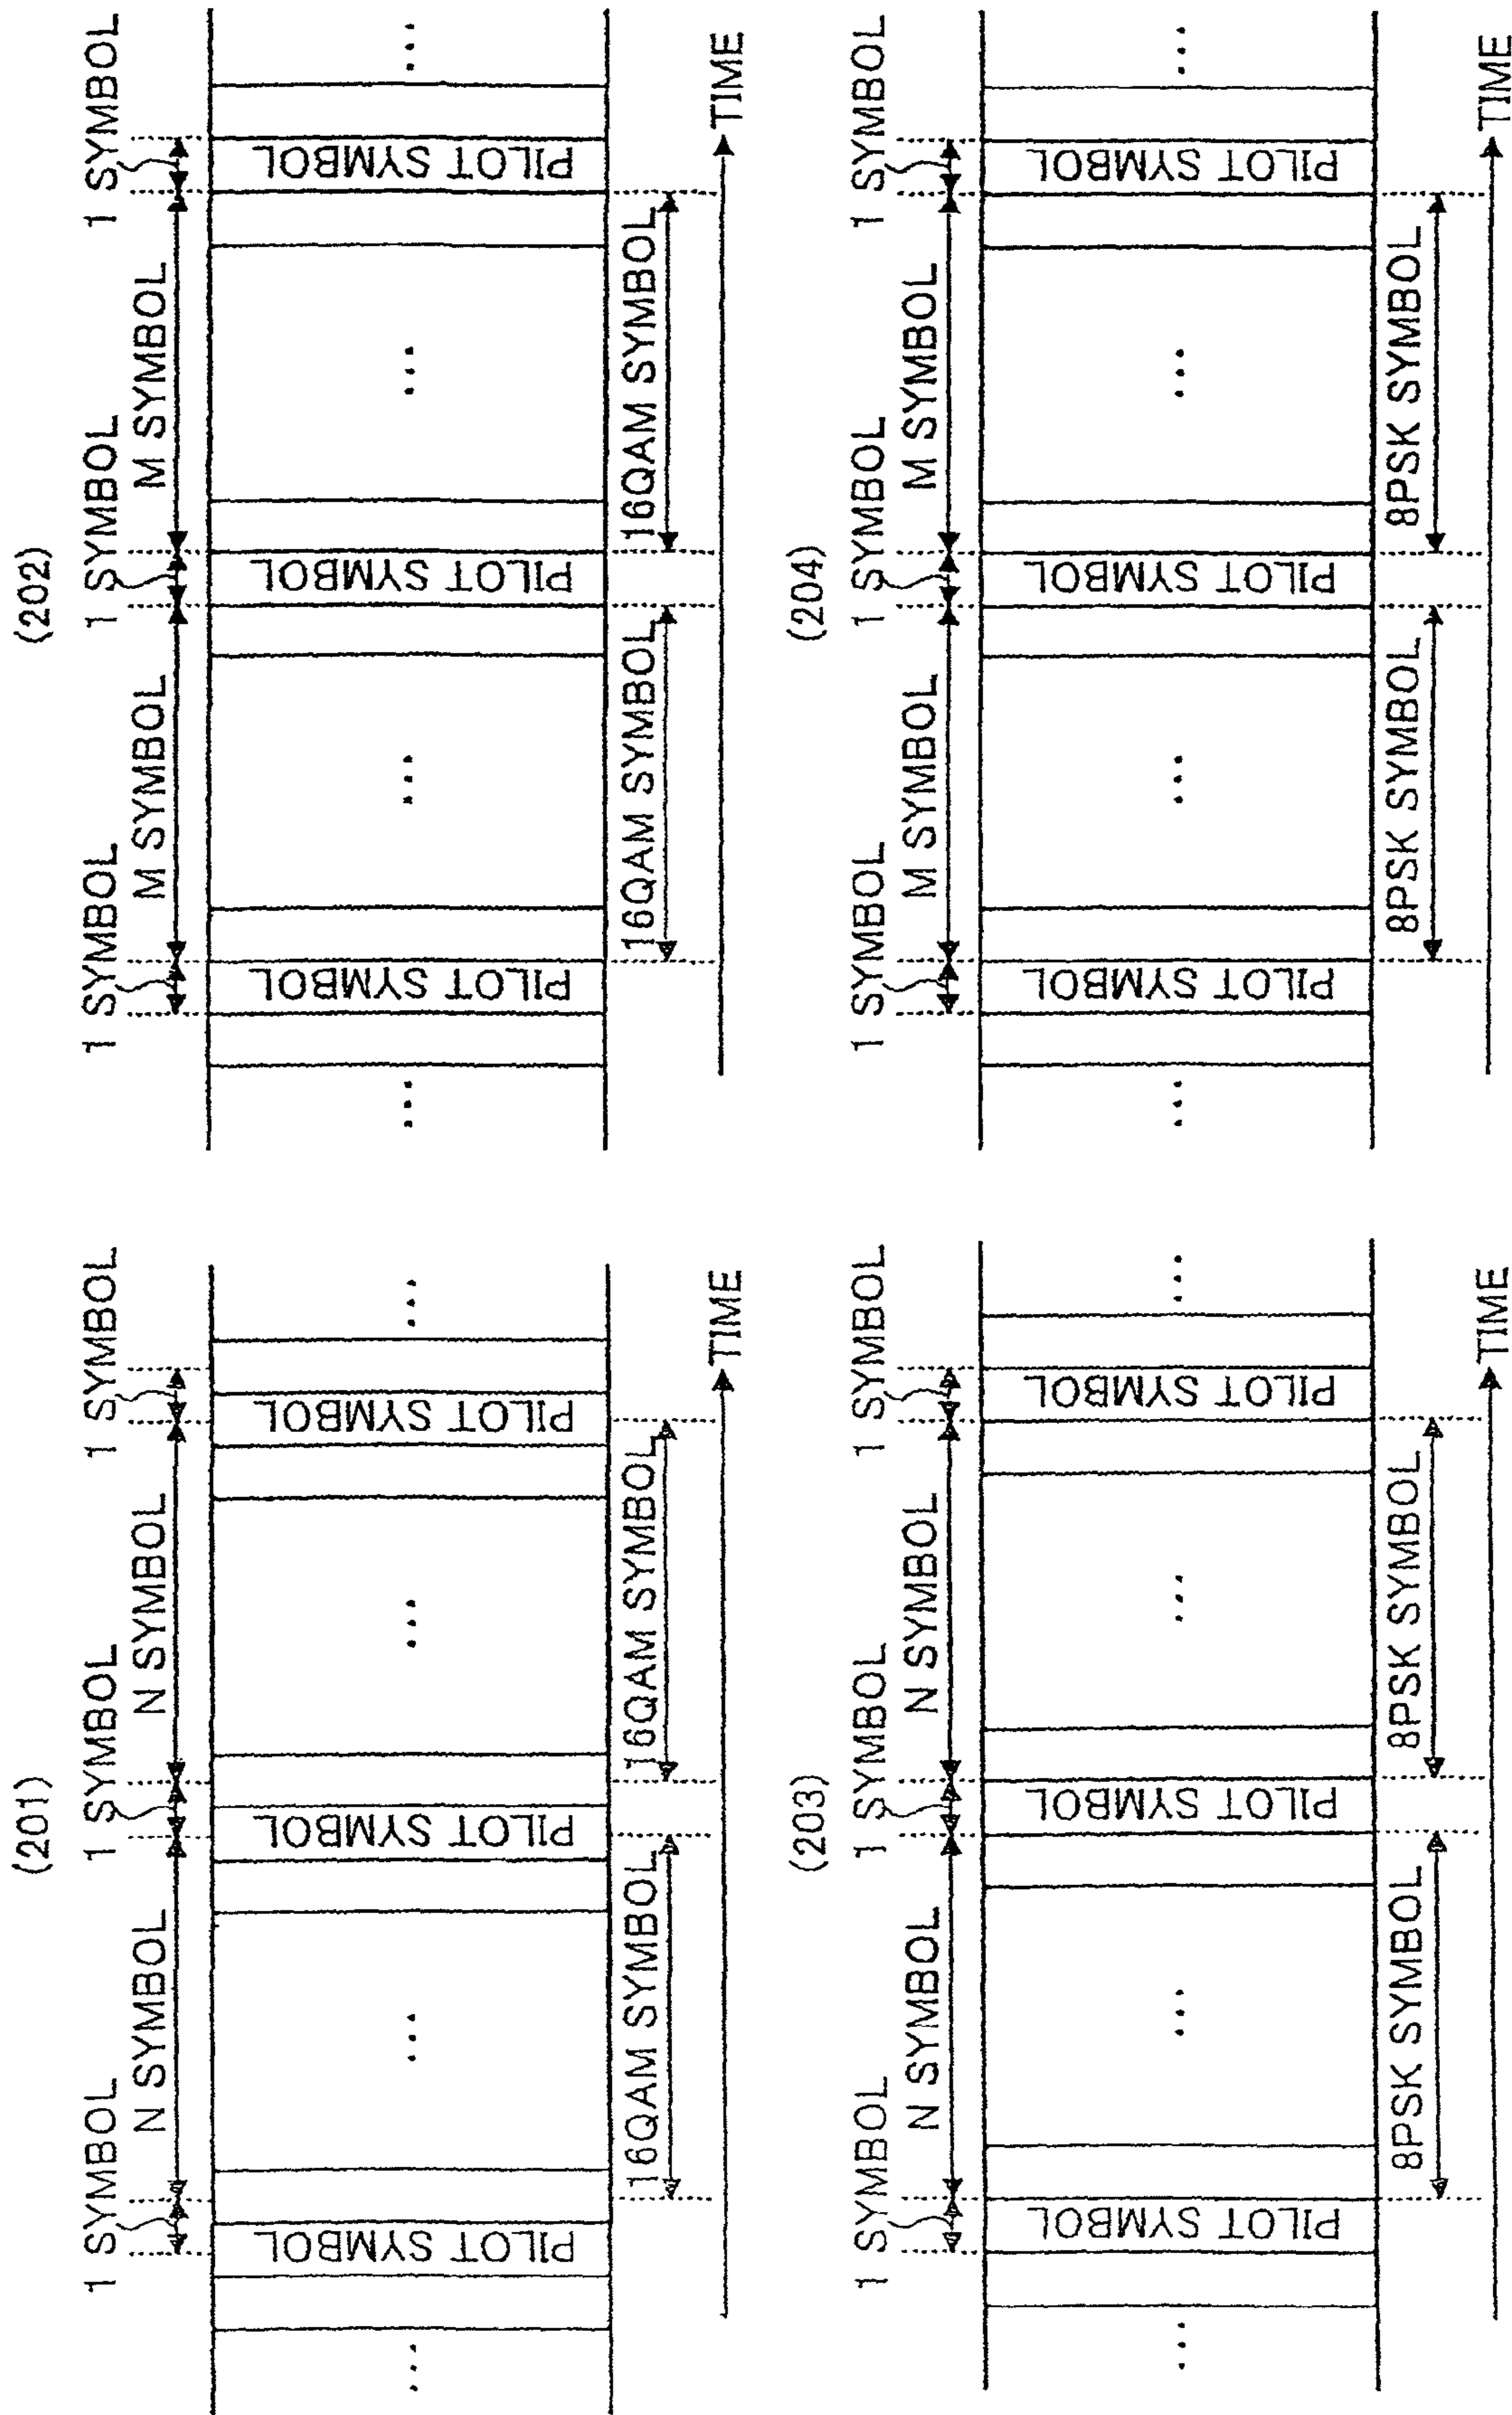 (201)
1 SYMBOL 1 SYMBOL 1 SYMBOL
N SYMBOL N SYMBOL
... PILOT SYMBOL ... PILOT SYMBOL ... PILOT SYMBOL ...
16QAM SYMBOL 16QAM SYMBOL
TIME
(202)
1 SYMBOL 1 SYMBOL 1 SYMBOL
M SYMBOL M SYMBOL
... PILOT SYMBOL ... PILOT SYMBOL ... PILOT SYMBOL ...
16QAM SYMBOL 16QAM SYMBOL
TIME
(203)
1 SYMBOL 1 SYMBOL 1 SYMBOL
N SYMBOL N SYMBOL
... PILOT SYMBOL ... PILOT SYMBOL ... PILOT SYMBOL ...
8PSK SYMBOL 8PSK SYMBOL
TIME
(204)
1 SYMBOL 1 SYMBOL 1 SYMBOL
M SYMBOL M SYMBOL
... PILOT SYMBOL ... PILOT SYMBOL ... PILOT SYMBOL ...
8PSK SYMBOL 8PSK SYMBOL
TIME